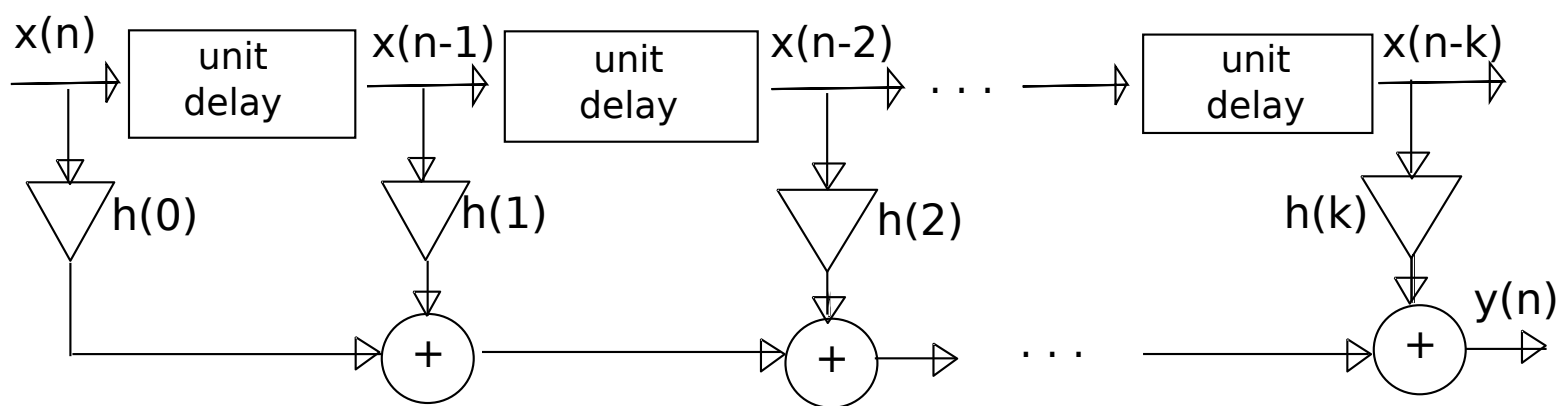 x(n)
unit
delay
x(n-1)
unit
delay
x(n-2)
. . .
unit
delay
x(n-k)
h(0)
h(1)
h(2)
h(k)
+
+
. . .
+
y(n)